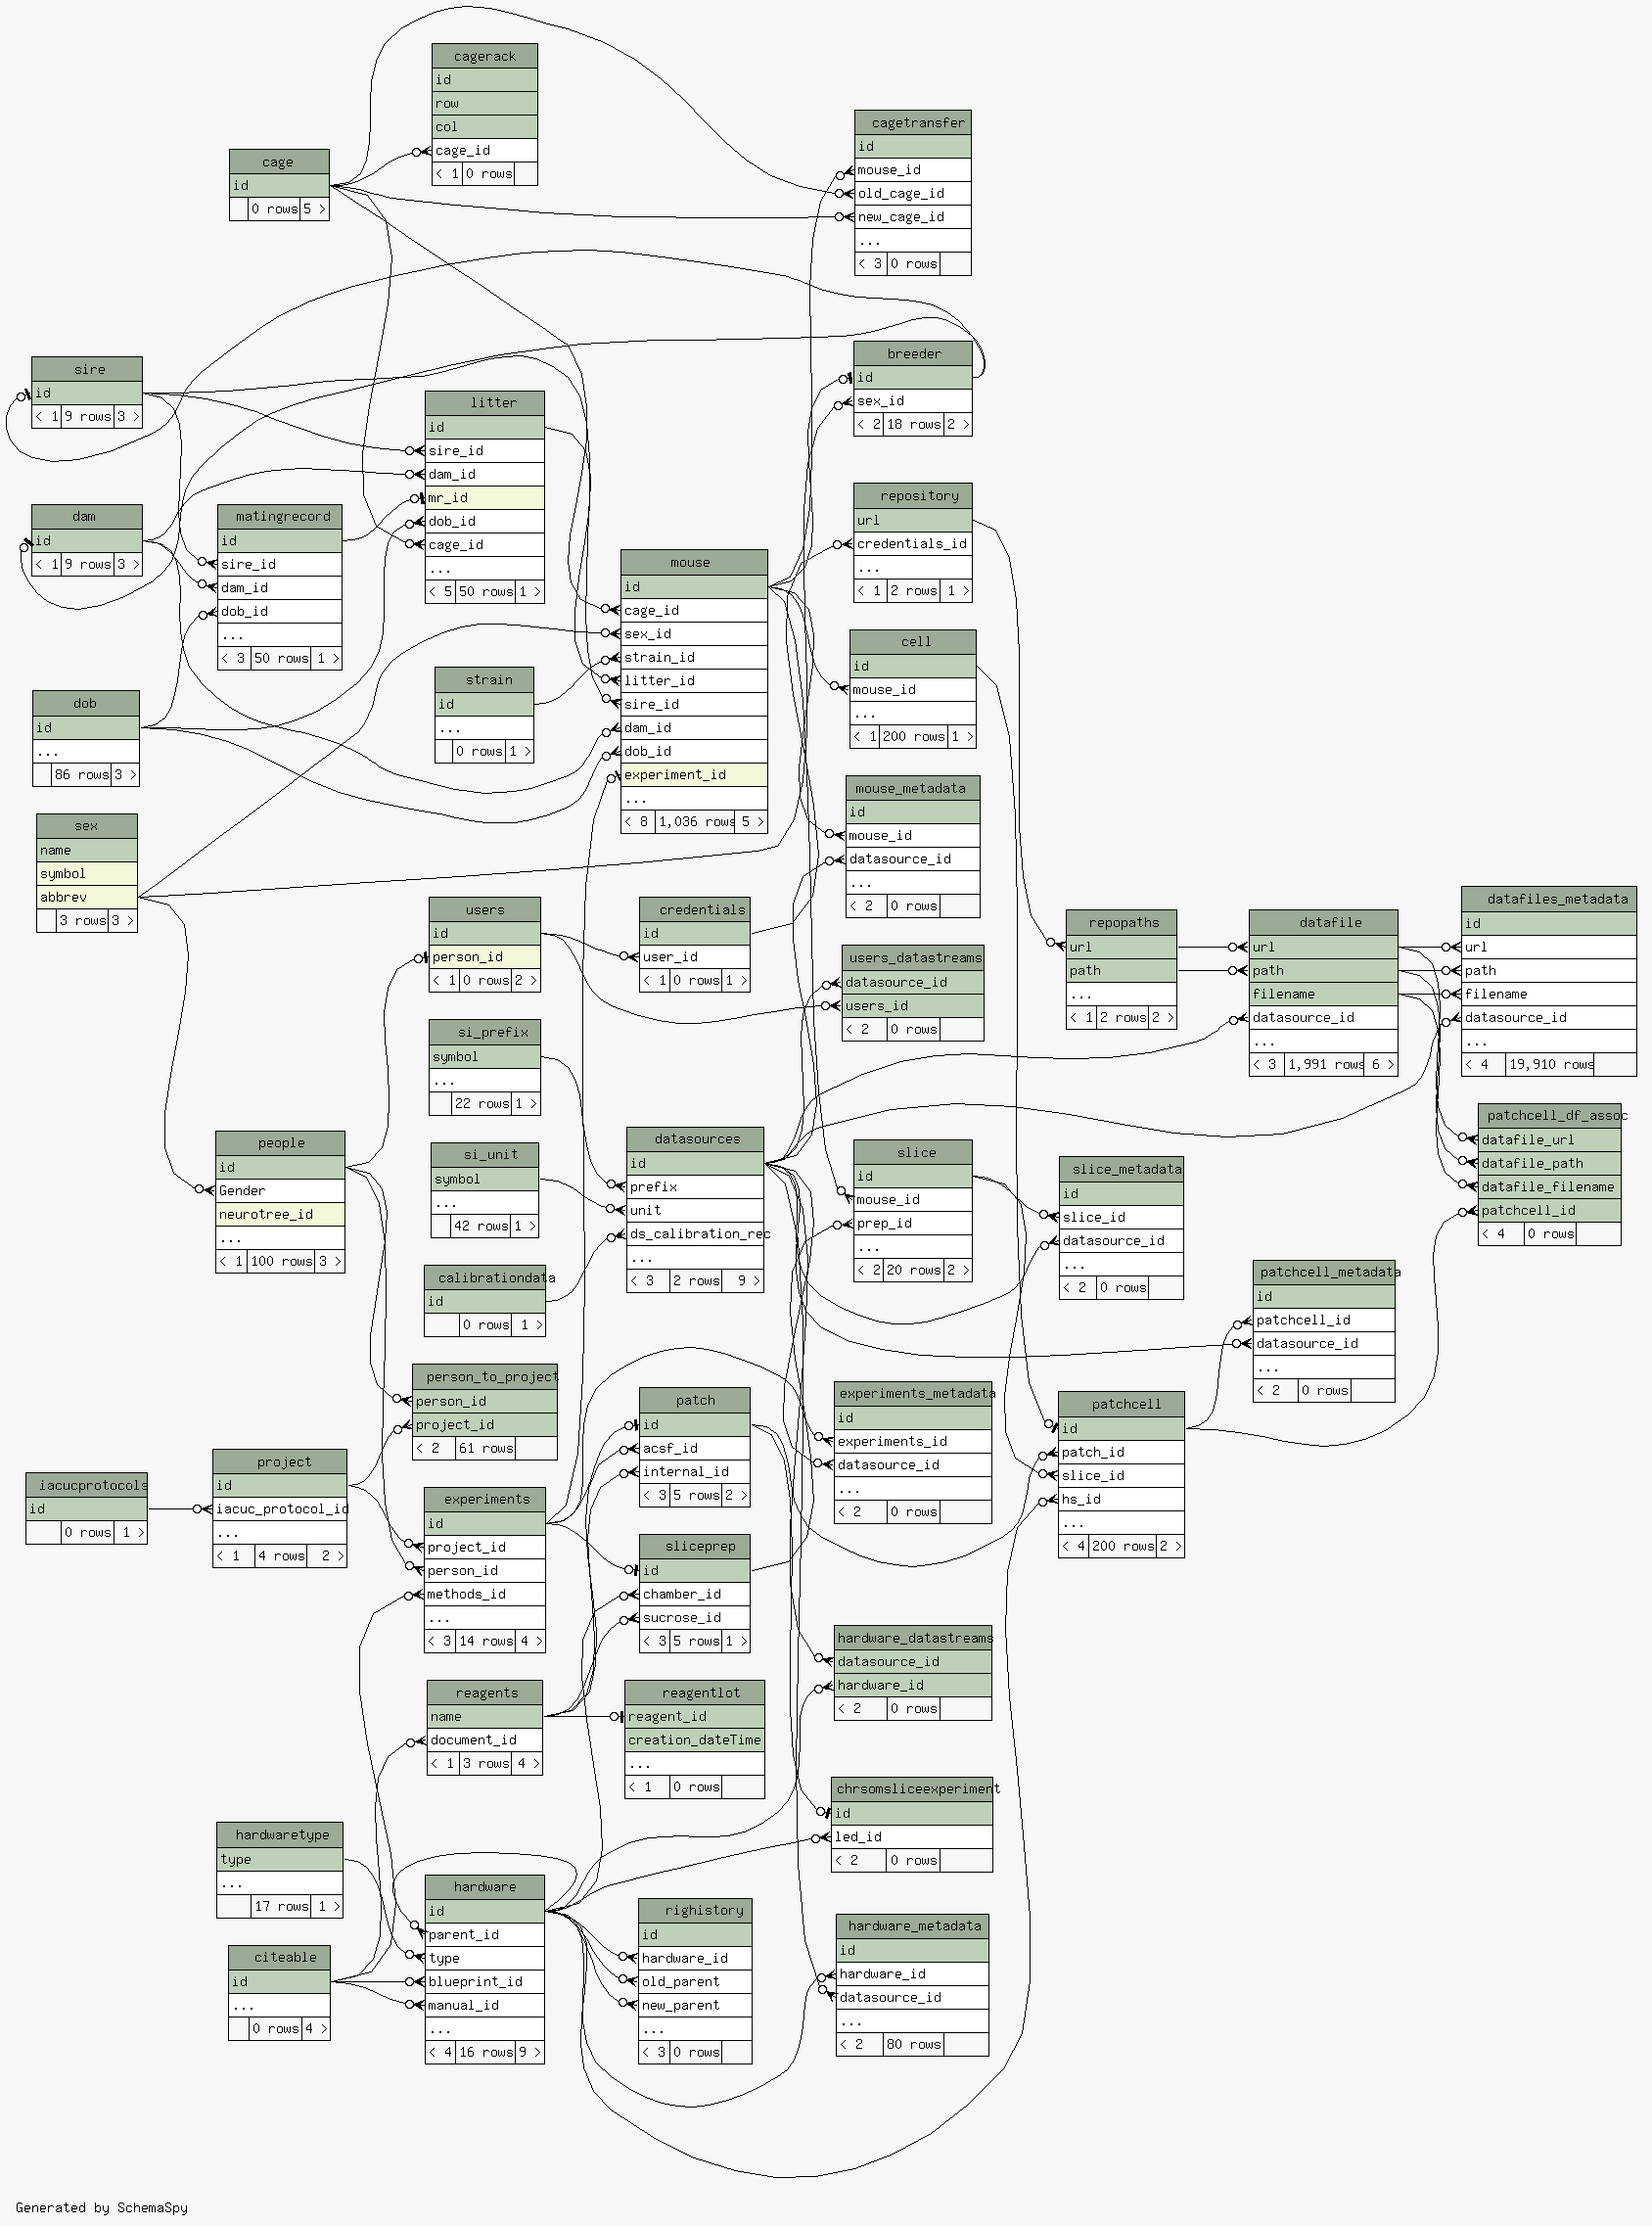 cagerack
id
row
col
cage_id
< 1 0 rows
cage
id
0 rows 5 >
cagetransfer
id
mouse_id
old_cage_id
new_cage_id
...
< 3 0 rows
sire
id
< 1 9 rows 3 >
breeder
id
sex_id
< 2 18 rows 2 >
litter
id
sire_id
dam_id
mr_id
dob_id
cage_id
...
< 5 50 rows 1 >
dam
id
< 1 9 rows 3 >
matingrecord
id
sire_id
dam_id
dob_id
...
< 3 50 rows 1 >
repository
url
credentials_id
...
< 1 2 rows 1 >
mouse
id
cage_id
sex_id
strain_id
litter_id
sire_id
dam_id
dob_id
experiment_id
...
< 8 1,036 rows 5 >
cell
id
mouse_id
...
< 1 200 rows 1 >
strain
id
...
0 rows 1 >
dob
id
...
86 rows 3 >
mouse_metadata
id
mouse_id
datasource_id
...
< 2 0 rows
sex
name
symbol
abbrev
3 rows 3 >
users
id
person_id
< 1 0 rows 2 >
credentials
id
user_id
< 1 0 rows 1 >
users_datastreams
datasource_id
users_id
< 2 0 rows
repopaths
url
path
...
< 1 2 rows 2 >
datafile
url
path
filename
datasource_id
...
< 3 1,991 rows 6 >
datafiles_metadata
id
url
path
filename
datasource_id
...
< 4 19,910 rows
si_prefix
symbol
...
22 rows 1 >
patchcell_df_assoc
datafile_url
datafile_path
datafile_filename
patchcell_id
< 4 0 rows
people
id
Gender
neurotree_id
...
< 1 100 rows 3 >
si_unit
symbol
...
42 rows 1 >
datasources
id
prefix
unit
ds_calibration_rec
...
< 3 2 rows 9 >
slice
id
mouse_id
prep_id
...
< 2 20 rows 2 >
slice_metadata
id
slice_id
datasource_id
...
< 2 0 rows
calibrationdata
id
0 rows 1 >
patchcell_metadata
id
patchcell_id
datasource_id
...
< 2 0 rows
person_to_project
person_id
project_id
< 2 61 rows
patch
id
acsf_id
internal_id
< 3 5 rows 2 >
experiments_metadata
id
experiments_id
datasource_id
...
< 2 0 rows
patchcell
id
patch_id
slice_id
hs_id
...
< 4 200 rows 2 >
iacucprotocols
id
0 rows 1 >
project
id
iacuc_protocol_id
...
< 1 4 rows 2 >
experiments
id
project_id
person_id
methods_id
...
< 3 14 rows 4 >
sliceprep
id
chamber_id
sucrose_id
< 3 5 rows 1 >
hardware_datastreams
datasource_id
hardware_id
< 2 0 rows
reagents
name
document_id
< 1 3 rows 4 >
reagentlot
reagent_id
creation_dateTime
...
< 1 0 rows
chrsomsliceexperiment
id
led_id
< 2 0 rows
hardwaretype
type
...
17 rows 1 >
hardware
id
parent_id
type
blueprint_id
manual_id
...
< 4 16 rows 9 >
righistory
id
hardware_id
old_parent
new_parent
...
< 3 0 rows
hardware_metadata
id
hardware_id
datasource_id
...
< 2 80 rows
citeable
id
...
0 rows 4 >
Generated by SchemaSpy